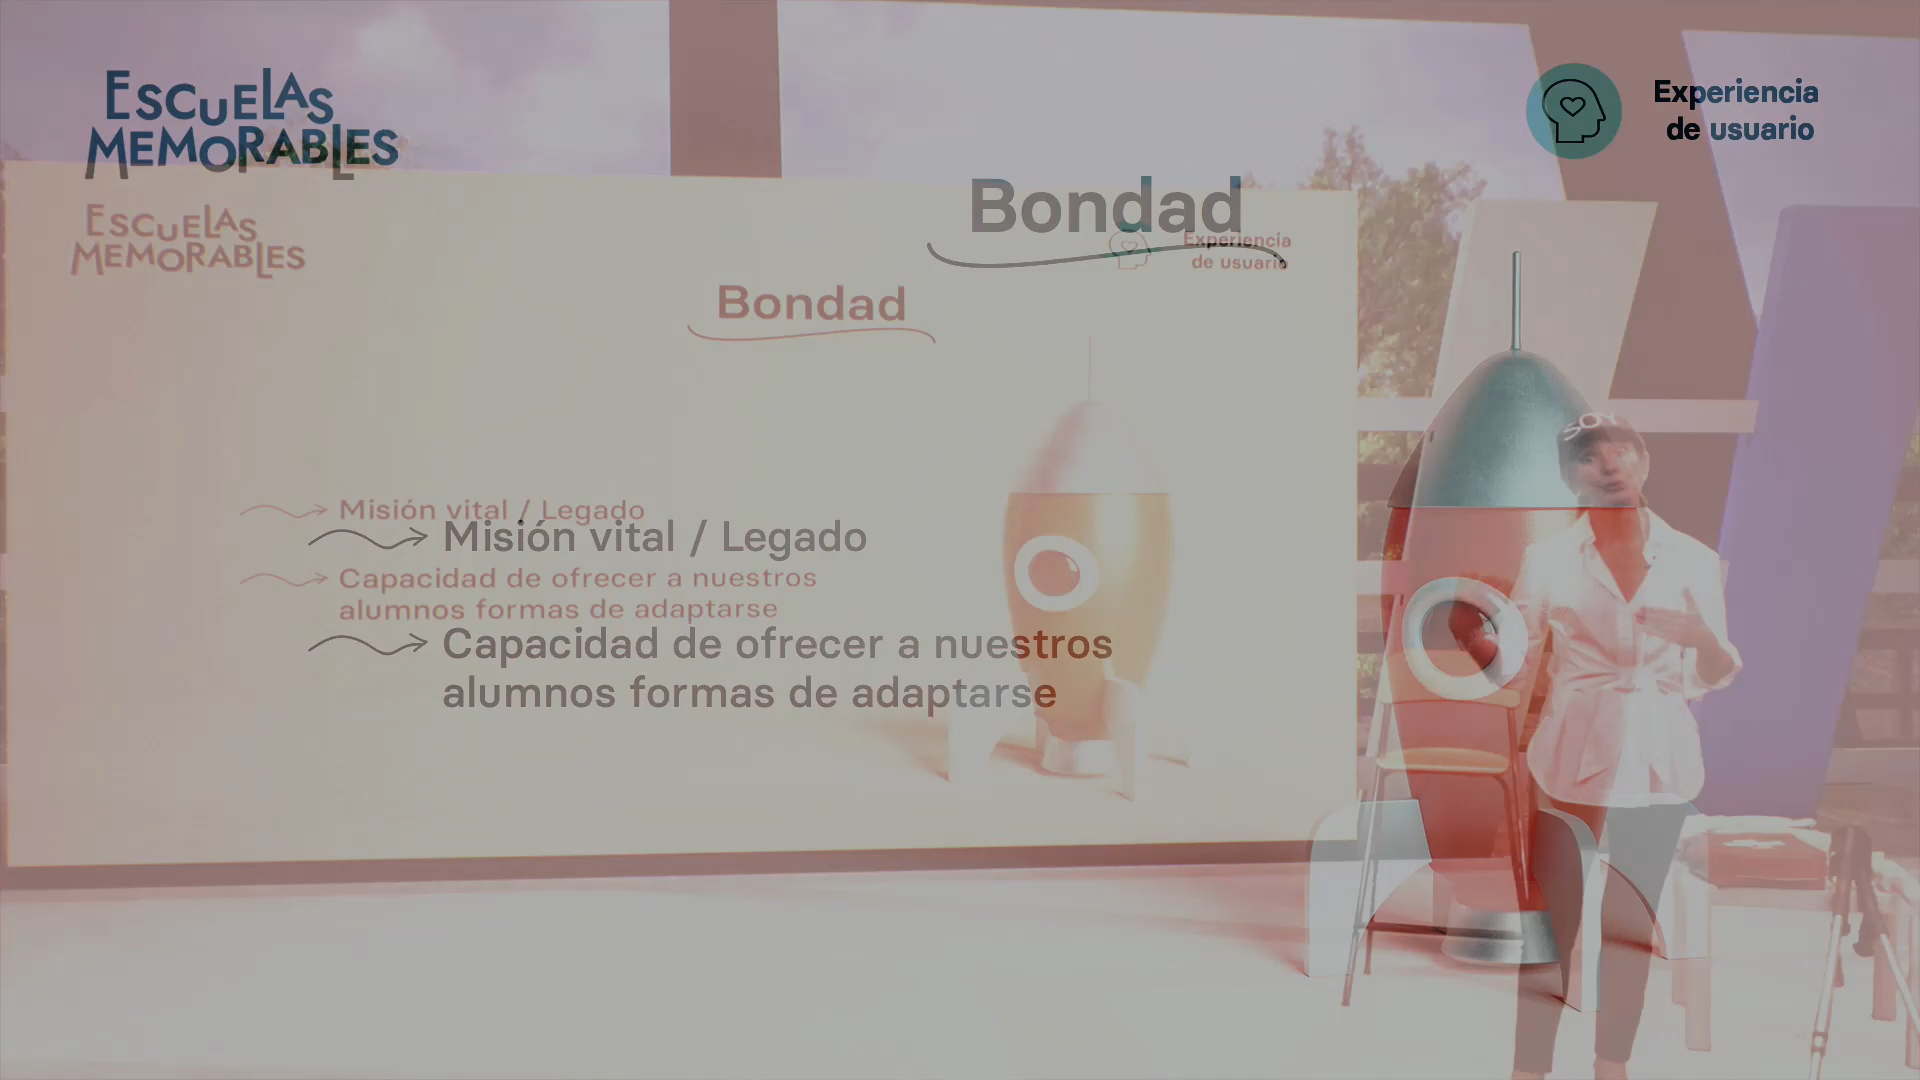 ESCUELAS
MEMORABLES
Experiencia
de usuario
Bondad
ESCUELAS
MEMORABLES
Experiencia
de usuario
Bondad
SOY
Misión vital / Legado
Misión vital / Legado
Capacidad de ofrecer a nuestros
alumnos formas de adaptarse
Capacidad de ofrecer a nuestros
alumnos formas de adaptarse